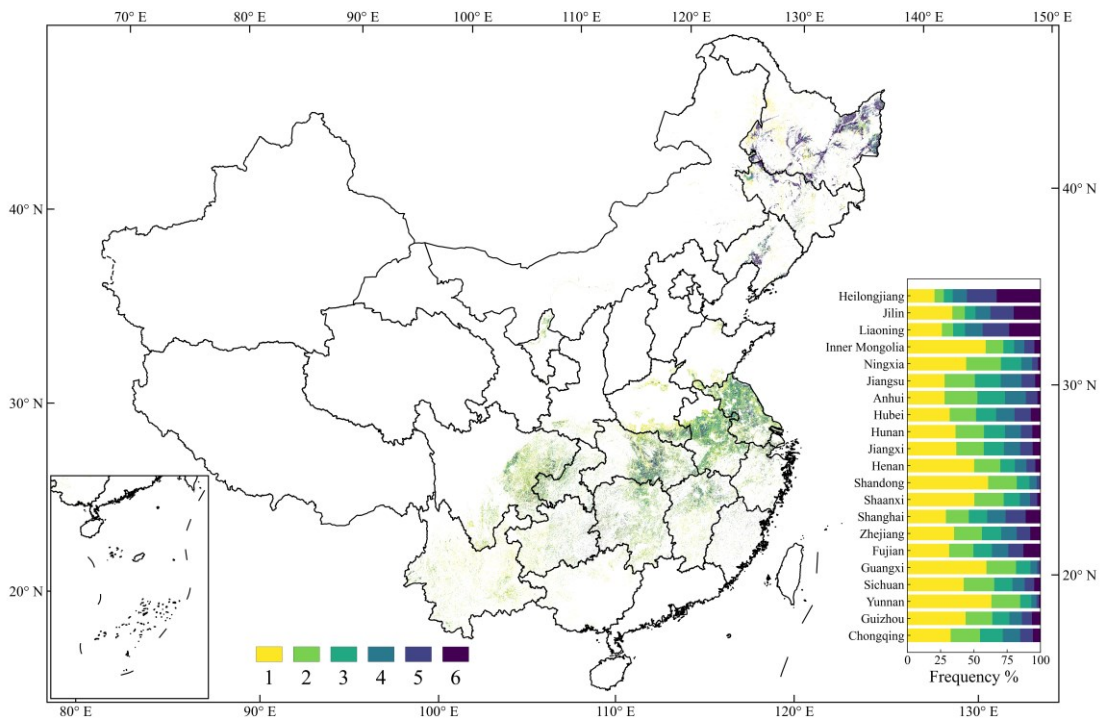 70° E 80° E 90° E 100° E 110° E 120° E 130° E 140° E 150° E
40° N
30° N
20° N
40° N
30° N
20° N
Heilongjiang
Jilin
Liaoning
Inner Mongolia
Ningxia
Jiangsu
Anhui
Hubei
Hunan
Jiangxi
Henan
Shandong
Shaanxi
Shanghai
Zhejiang
Fujian
Guangxi
Sichuan
Yunnan
Guizhou
Chongqing
0 25 50 75 100
Frequency %
1 2 3 4 5 6
80° E 90° E 100° E 110° E 120° E 130° E